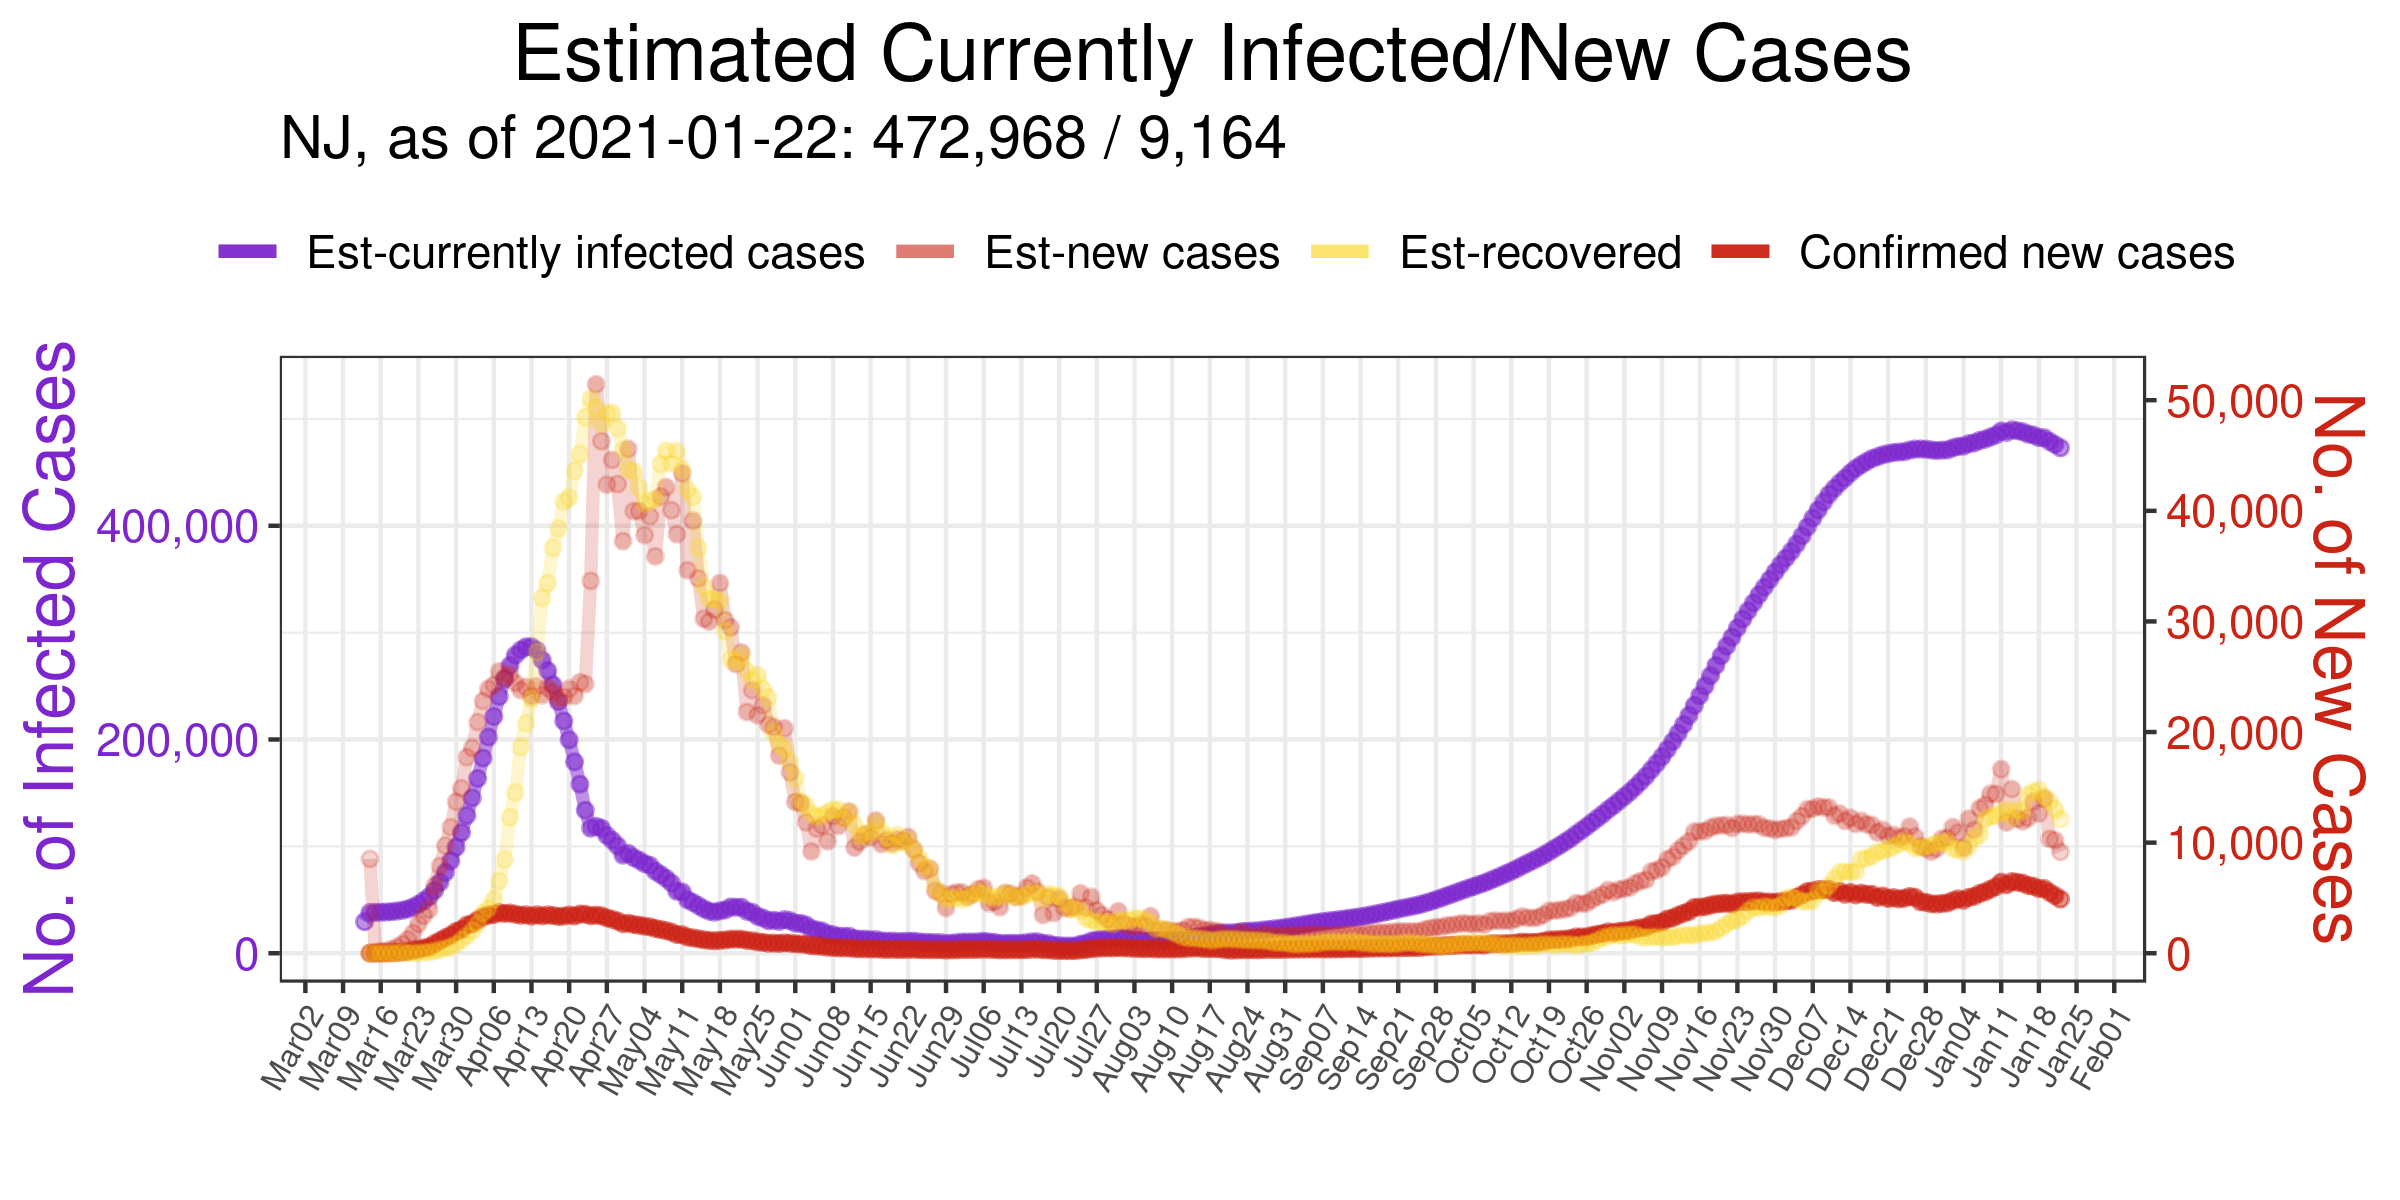 Estimated Currently Infected/New Cases
NJ, as of 2021-01-22: 472,968 / 9,164
Est-currently infected cases Est-new cases Est-recovered Confirmed new cases
No. of Infected Cases
400,000
200,000
0
50,000
40,000
30,000
20,000
10,000
0
No. of New Cases
Mar02 Mar09 Mar16 Mar23 Mar30 Apr06 Apr13 Apr20 Apr27 May04 May11 May18 May25 Jun01 Jun08 Jun15 Jun22 Jun29 Jul06 Jul13 Jul20 Jul27 Aug03 Aug10 Aug17 Aug24 Aug31 Sep07 Sep14 Sep21 Sep28 Oct05 Oct12 Oct19 Oct26 Nov02 Nov09 Nov16 Nov23 Nov30 Dec07 Dec14 Dec21 Dec28 Jan04 Jan11 Jan18 Jan25 Feb01